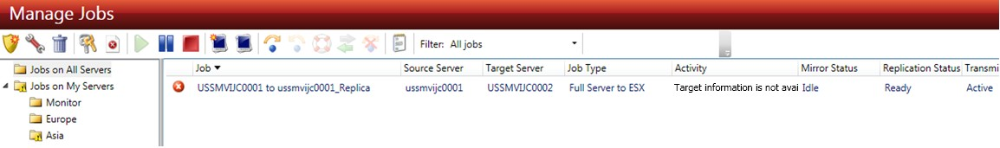 Manage Jobs
Filter: All jobs
Jobs on All Servers
Jobs on My Servers
Monitor
Europe
Asia
Job Source Server Target Server Job Type Activity Mirror Status Replication Status Transmi
USSMVIJC0001 to ussmvijc0001_Replica ussmvijc0001 USSMVIJC0002 Full Server to ESX Target information is not avai Idle Ready Active